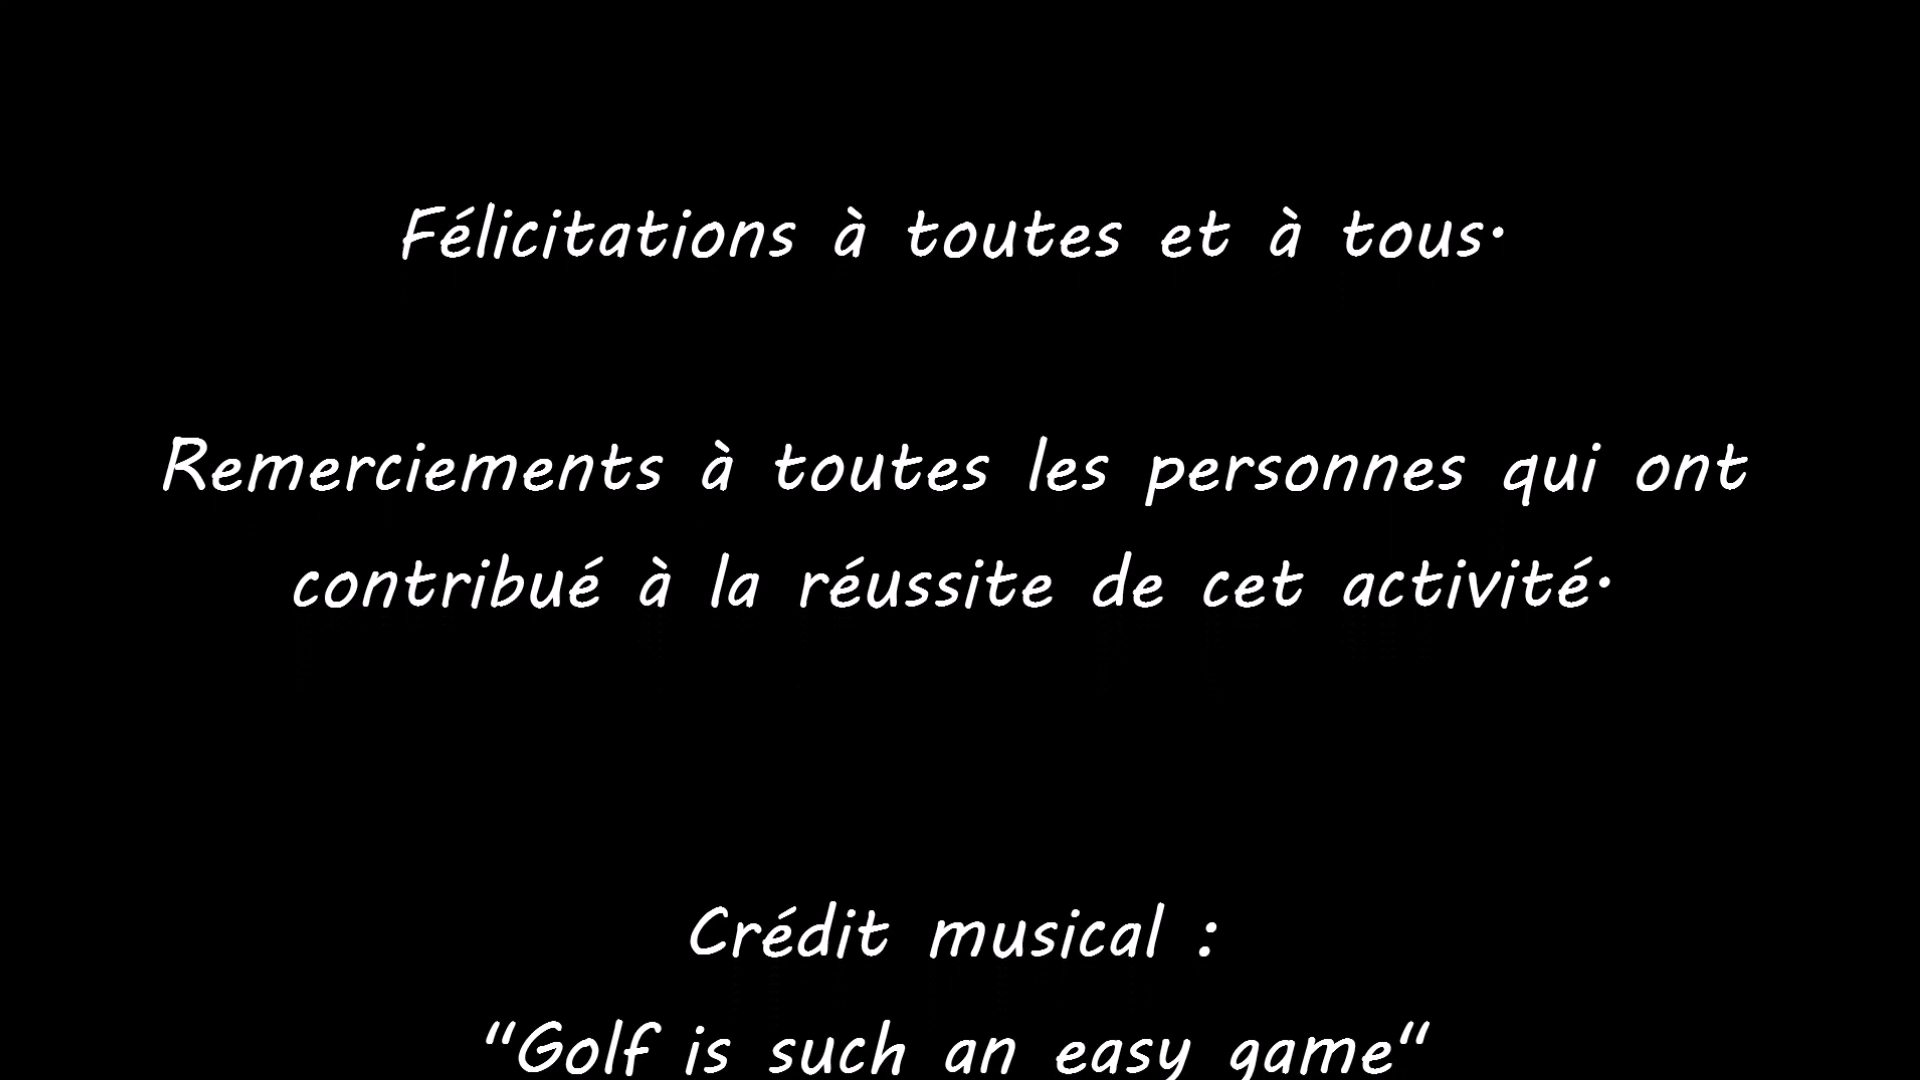 Félicitations à toutes et à tous.
Remerciements à toutes les personnes qui ont
contribué à la réussite de cet activité.
Crédit musical :
"Golf is such an easy game"